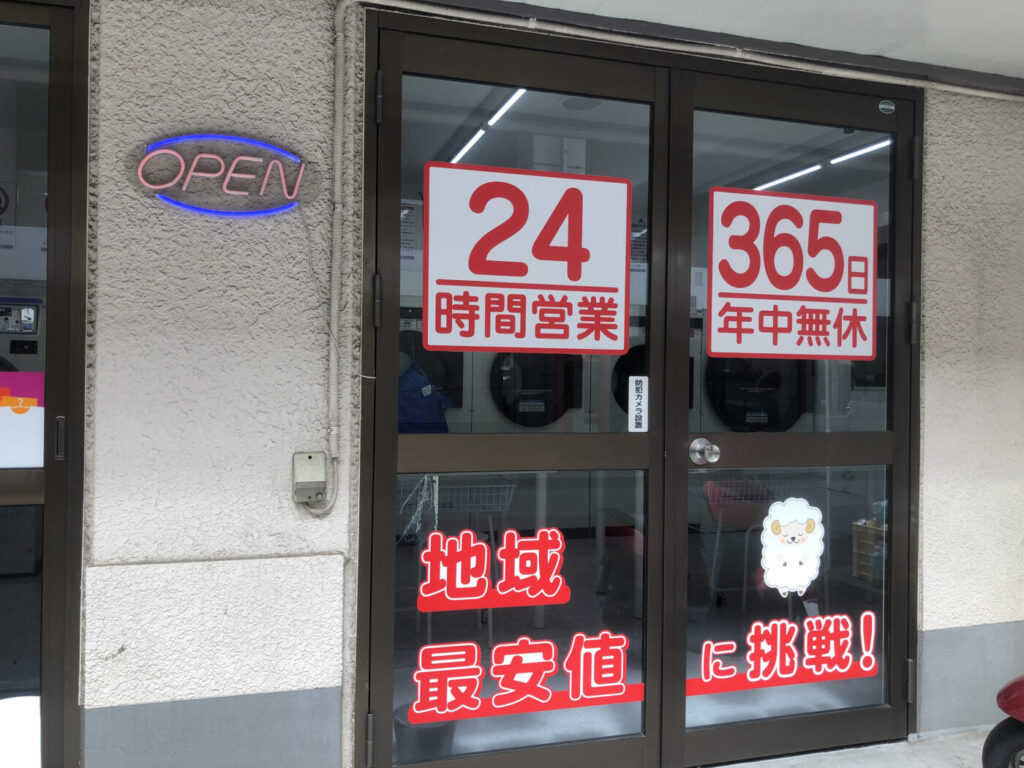 OPEN
24
時間営業
365日
年中無休
防犯カメラ設置
地域
最安値に挑戦!